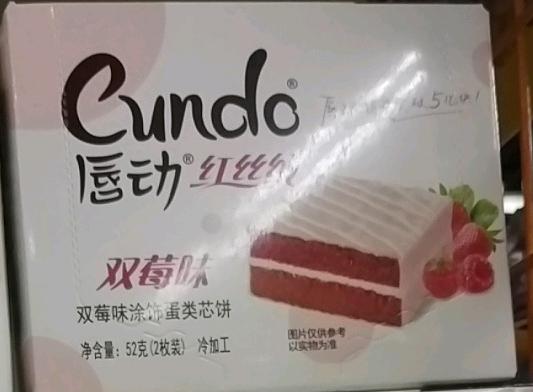 Cundo®
唇动® 红丝绒
双莓味
双莓味涂饰蛋类芯饼
净含量：52克(2枚装) 冷加工
图片仅供参考
以实物为准